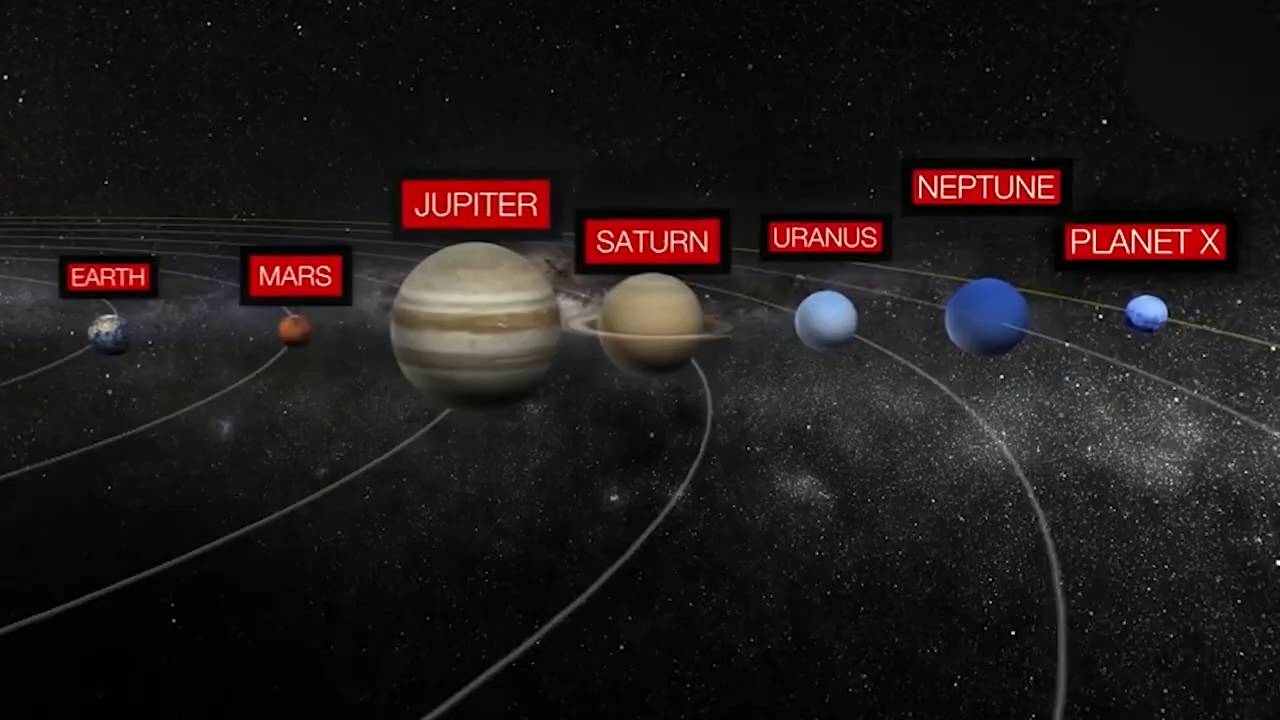 EARTH
MARS
JUPITER
SATURN
URANUS
NEPTUNE
PLANET X